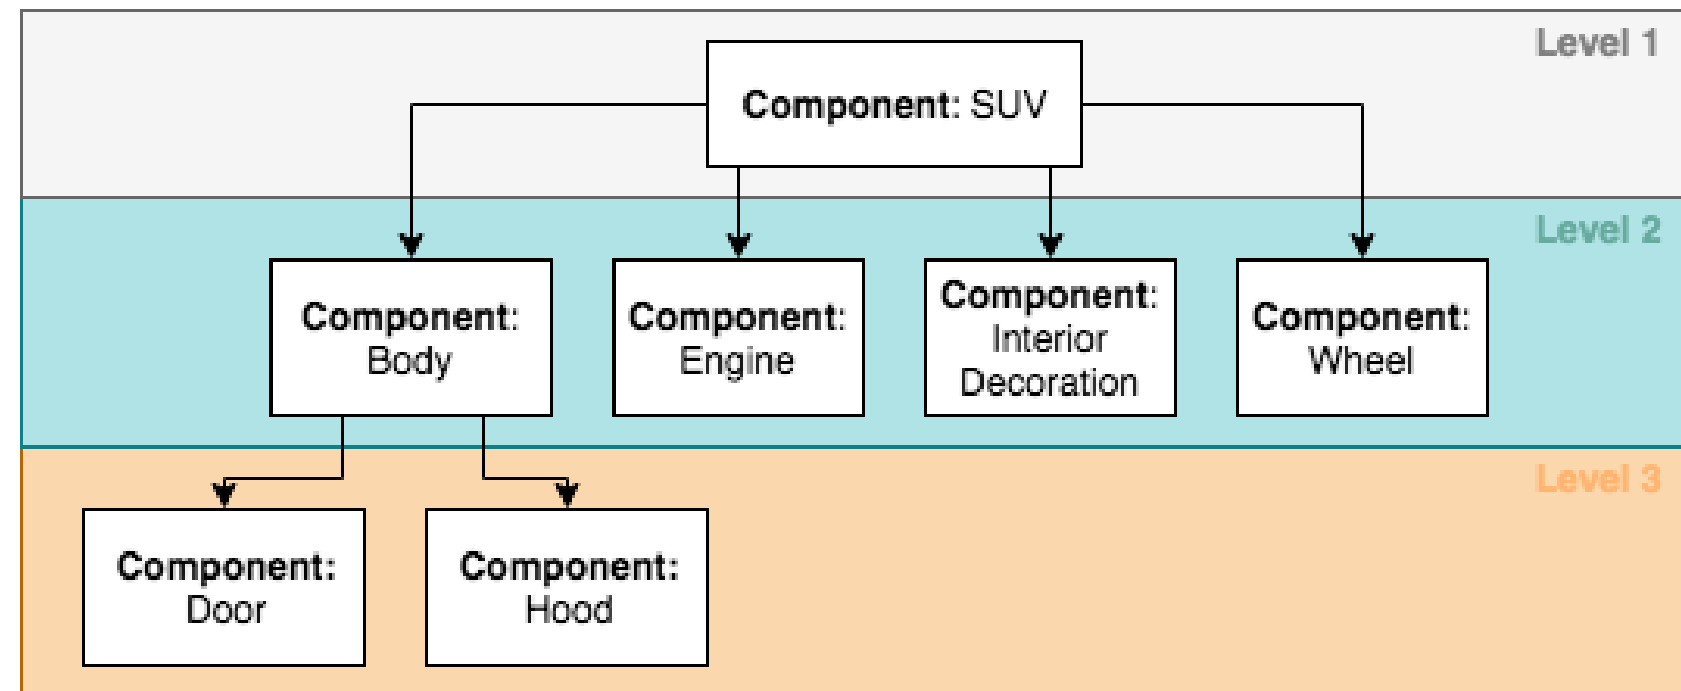 Level 1
Component: SUV
Level 2
Component:
Body
Component:
Engine
Component:
Interior
Decoration
Component:
Wheel
Level 3
Component:
Door
Component:
Hood